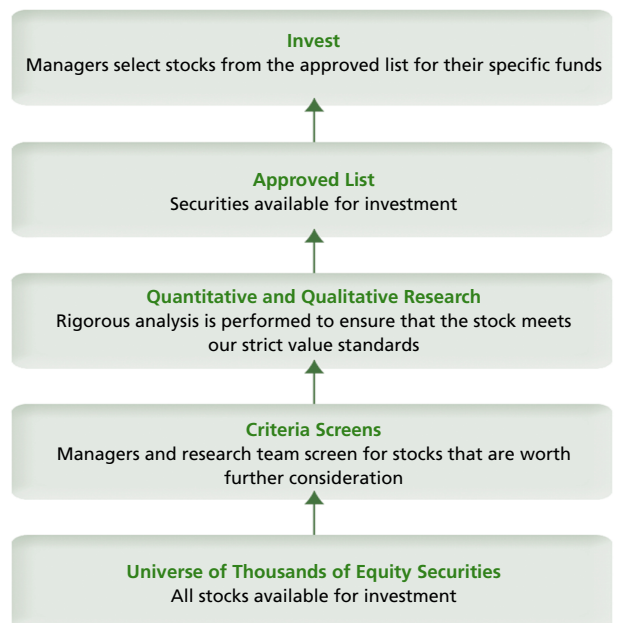 Invest
Managers select stocks from the approved list for their specific funds
Approved List
Securities available for investment
Quantitative and Qualitative Research
Rigorous analysis is performed to ensure that the stock meets
our strict value standards
Criteria Screens
Managers and research team screen for stocks that are worth
further consideration
Universe of Thousands of Equity Securities
All stocks available for investment